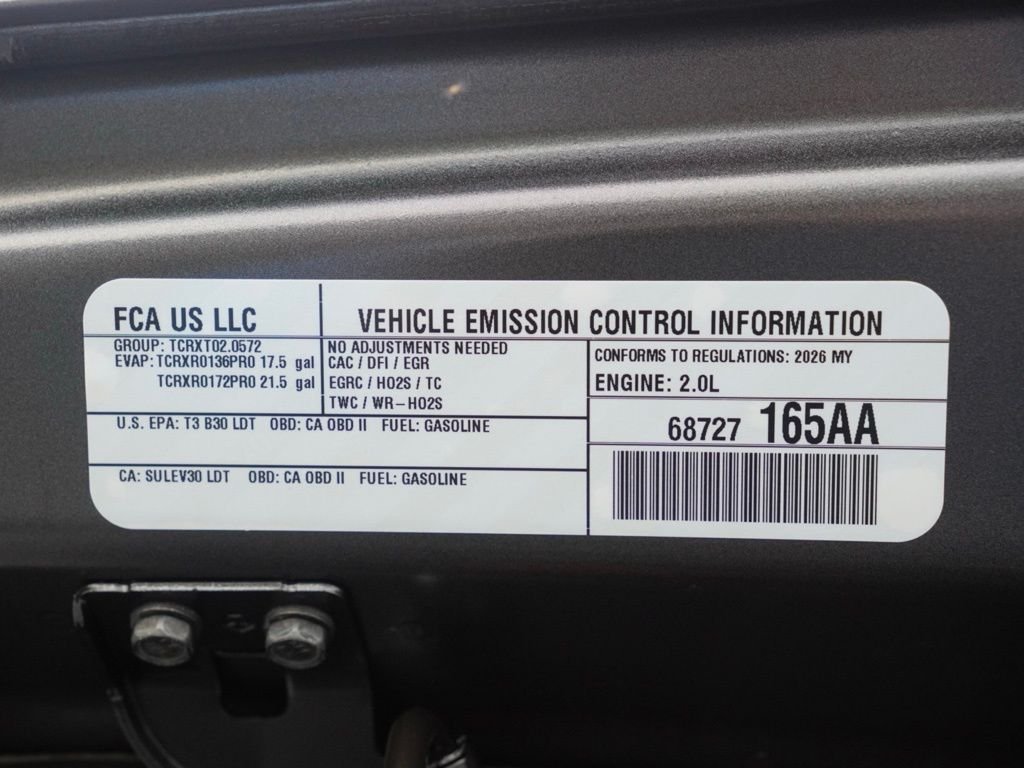 FCA US LLC
VEHICLE EMISSION CONTROL INFORMATION
GROUP: TCRXT02.0572
EVAP: TCRXR0136PR0 17.5 gal
TCRXR0172PR0 21.5 gal
NO ADJUSTMENTS NEEDED
CAC / DFI / EGR
EGRC / HO2S / TC
TWC / WR-HO2S
CONFORMS TO REGULATIONS: 2026 MY
ENGINE: 2.0L
U.S. EPA: T3 B30 LDT OBD: CA OBD II FUEL: GASOLINE
68727 165AA
CA: SULEV30 LDT OBD: CA OBD II FUEL: GASOLINE